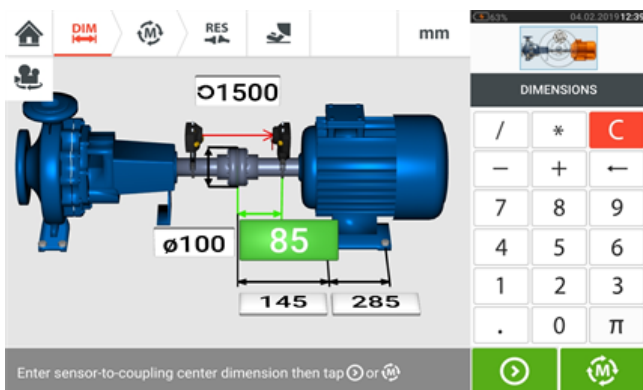 DIM
M
RES
mm
63%
04.02.2019 12:39
1500
ø100
85
145
285
DIMENSIONS
/ * C
− + ←
7 8 9
4 5 6
1 2 3
. 0 π
Enter sensor-to-coupling center dimension then tap or M
M